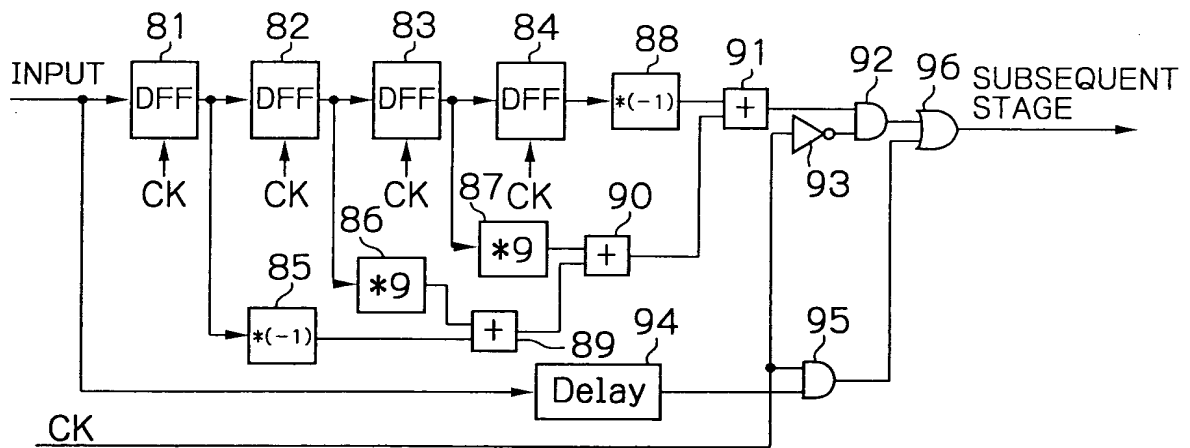 81 82 83 84 88 91 92 96
INPUT
DFF DFF DFF DFF *(-1) + 
SUBSEQUENT
STAGE
CK CK CK CK
93
87 90
86 *9 +
85 *9
*(-1) + 89
94 95
Delay
CK